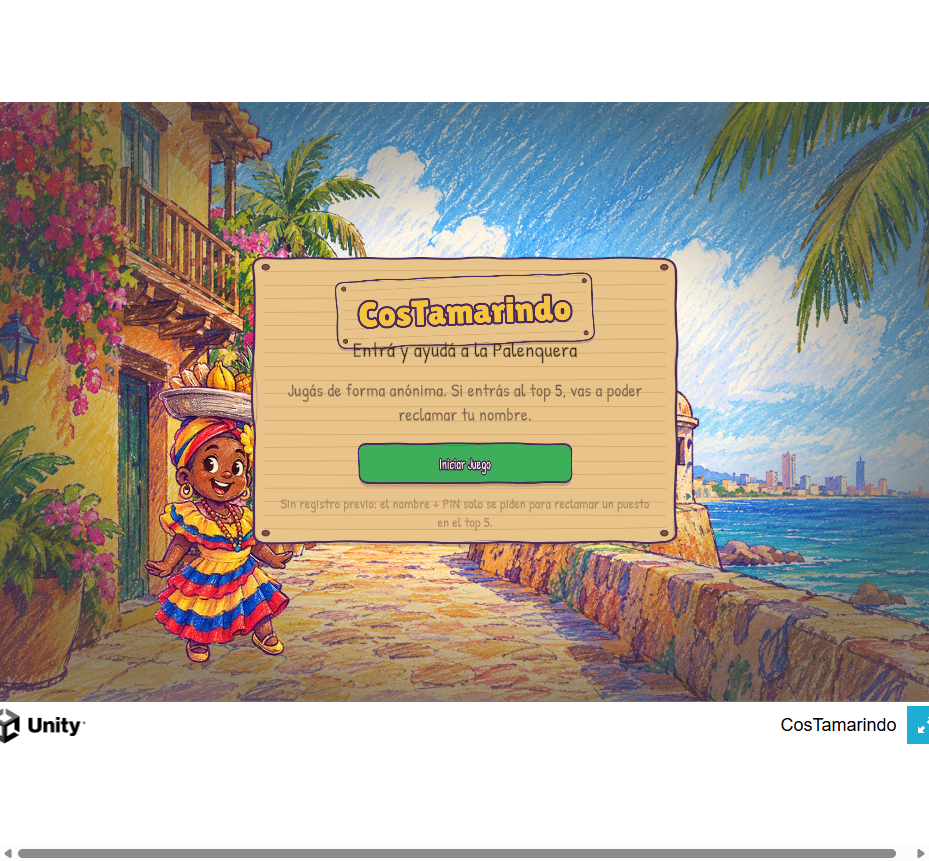 CosTamarindo
Entrá y ayudá a la Palenquera
Jugás de forma anónima. Si entrás al top 5, vas a poder
reclamar tu nombre.
Iniciar Juego
Sin registro previo: el nombre + PIN solo se piden para reclamar un puesto
en el top 5.
Unity
CosTamarindo